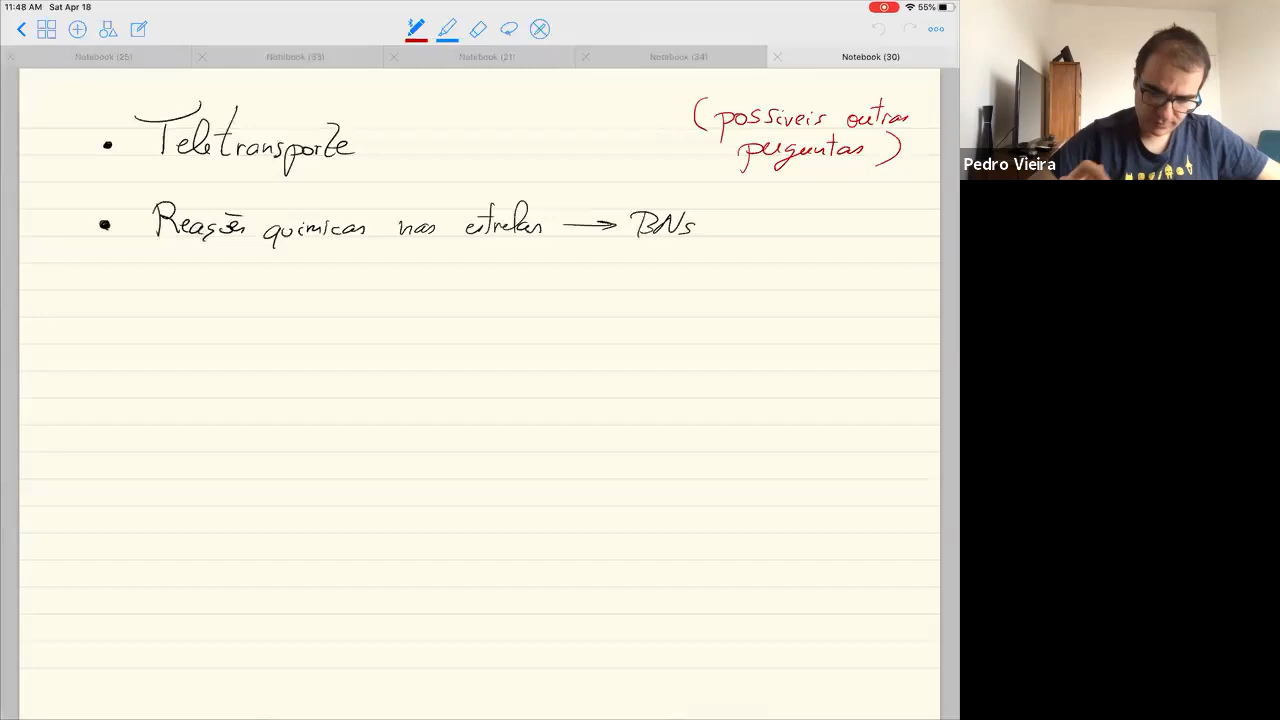 11:48 AM Sat Apr 18
55%
Notebook (25)
Notebook (33)
Notebook (21)
Notebook (34)
Notebook (30)
• Teletransporte
(possiveis outras
perguntas)
• Reações quimicas nas estrelas → BNs
Pedro Vieira